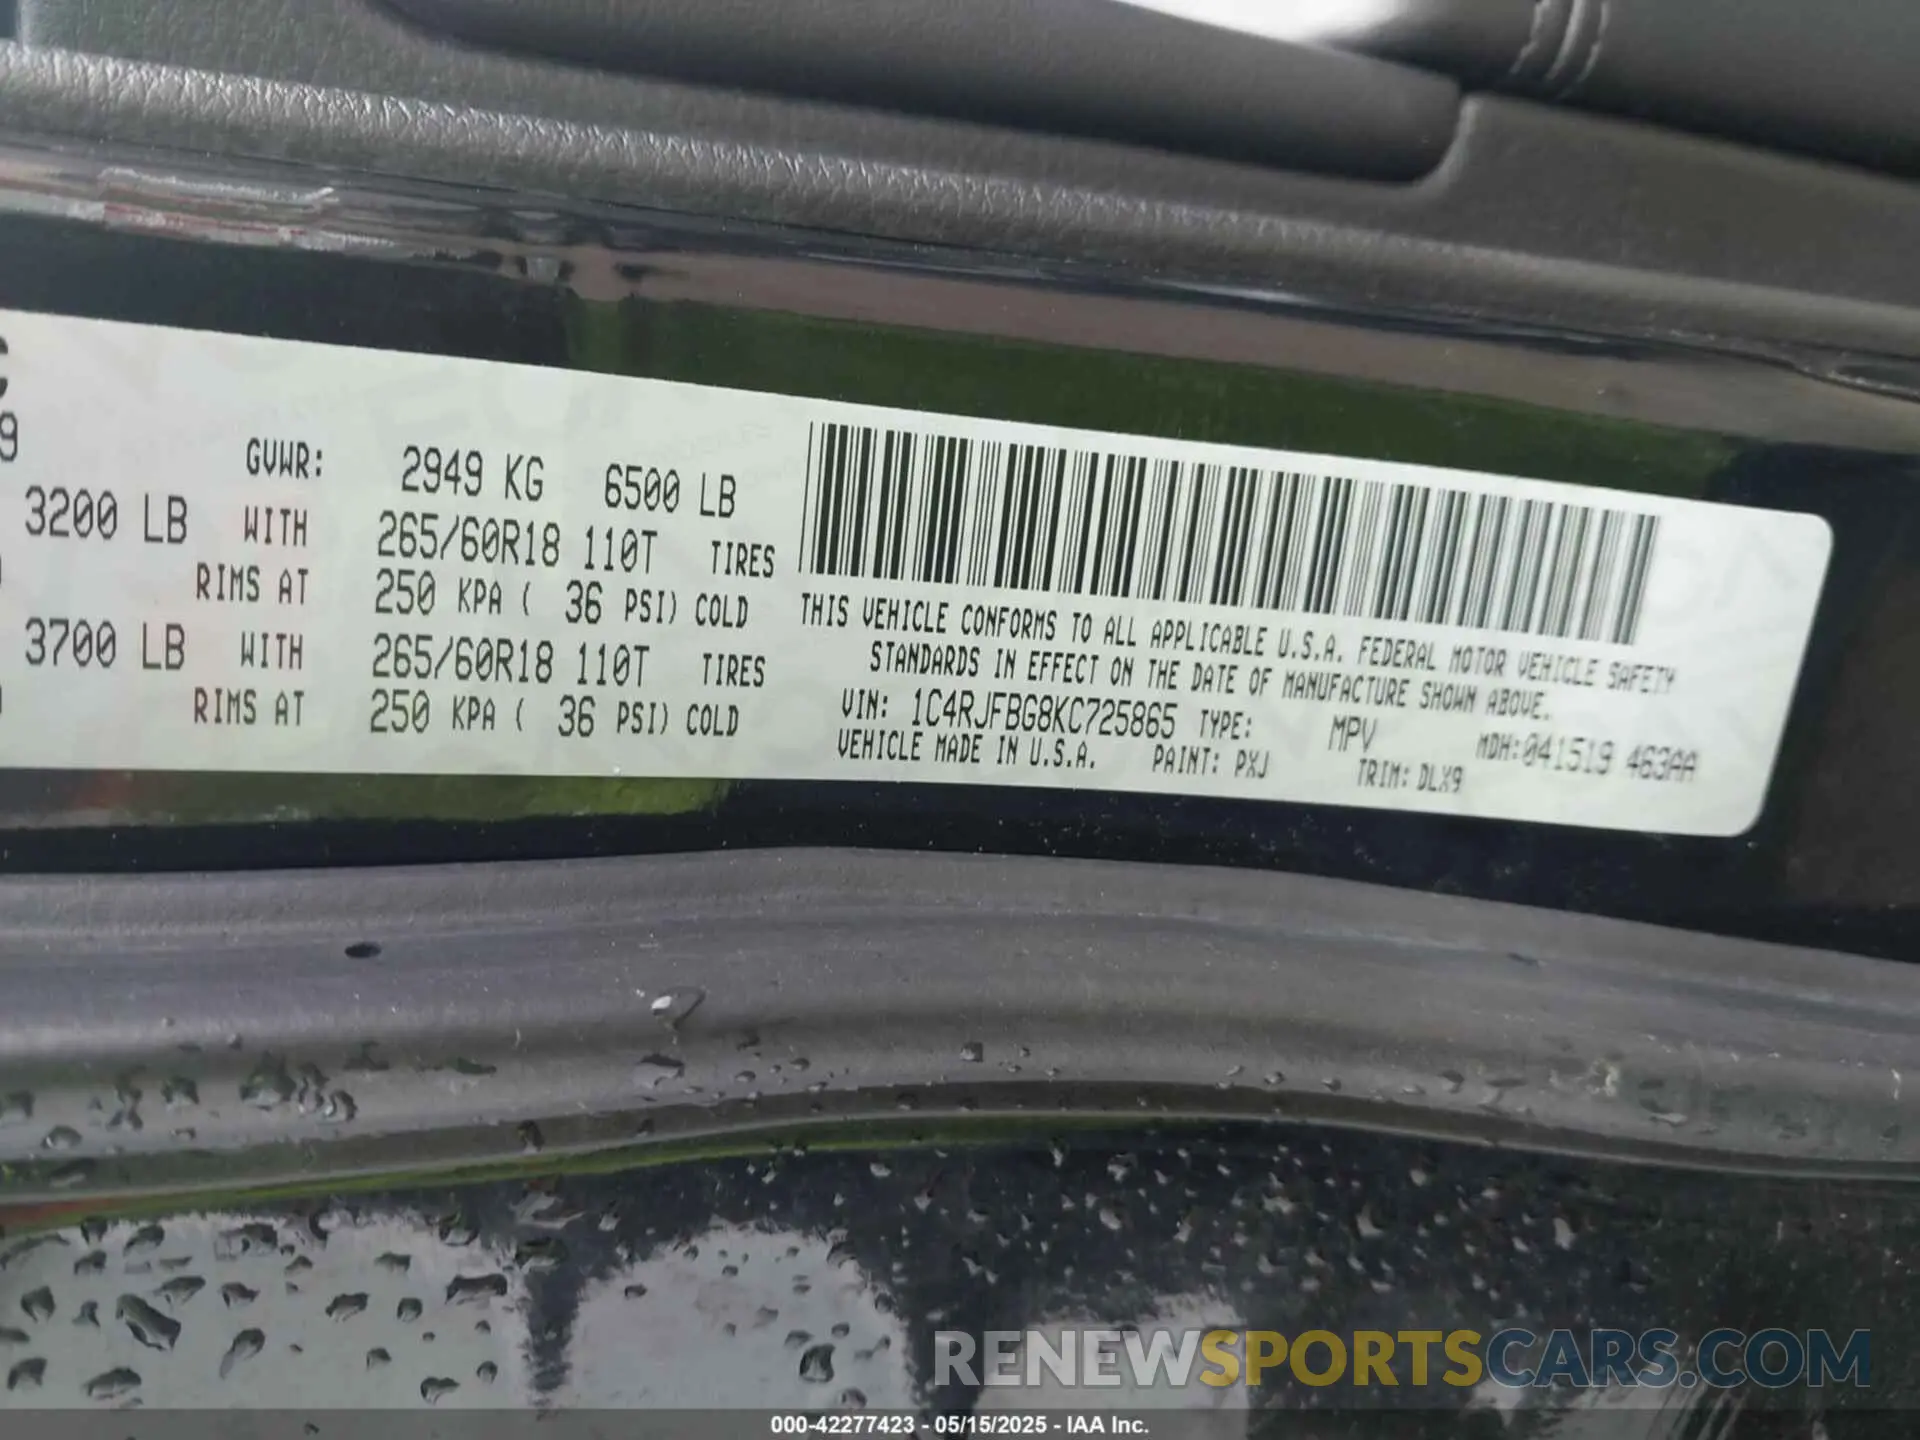 GVWR: 2949 KG 6500 LB
3200 LB WITH 265/60R18 110T TIRES
RIMS AT 250 KPA ( 36 PSI) COLD
3700 LB WITH 265/60R18 110T TIRES
RIMS AT 250 KPA ( 36 PSI) COLD
THIS VEHICLE CONFORMS TO ALL APPLICABLE U.S.A. FEDERAL MOTOR VEHICLE SAFETY
STANDARDS IN EFFECT ON THE DATE OF MANUFACTURE SHOWN ABOVE.
VIN: 1C4RJFBG8KC725865 TYPE: MPV MDH:041519 463AA
VEHICLE MADE IN U.S.A. PAINT: PXJ TRIM: DLX9
RENEWSPORTSCARS.COM
000-42277423 - 05/15/2025 - IAA Inc.